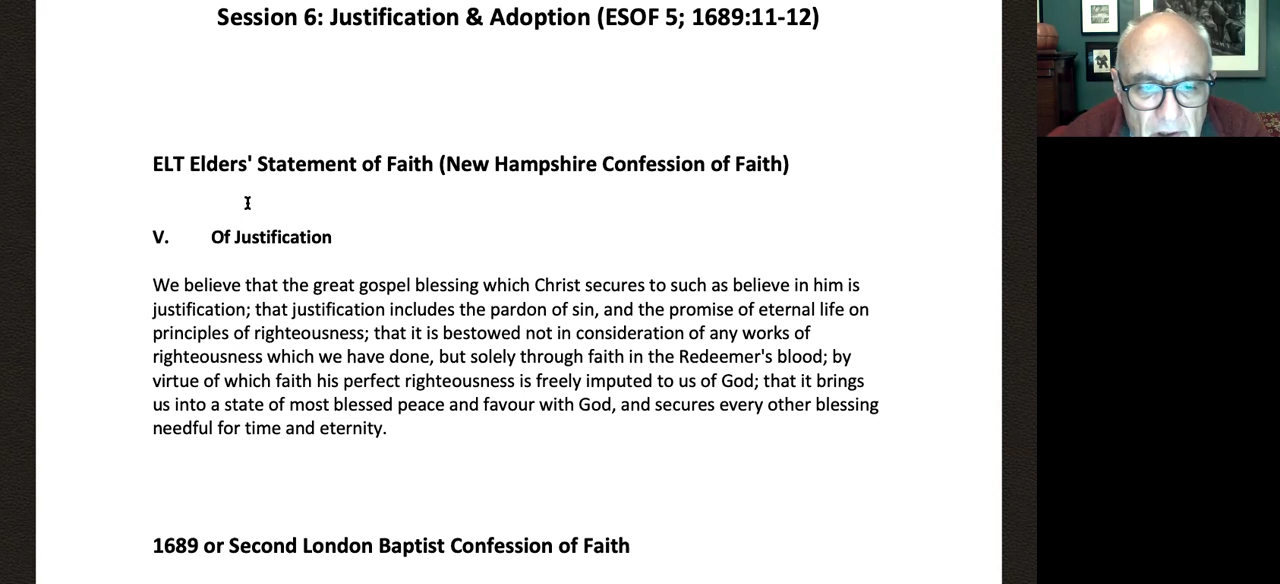 Session 6: Justification & Adoption (ESOF 5; 1689:11-12)
ELT Elders' Statement of Faith (New Hampshire Confession of Faith)
V. Of Justification
We believe that the great gospel blessing which Christ secures to such as believe in him is
justification; that justification includes the pardon of sin, and the promise of eternal life on
principles of righteousness; that it is bestowed not in consideration of any works of
righteousness which we have done, but solely through faith in the Redeemer's blood; by
virtue of which faith his perfect righteousness is freely imputed to us of God; that it brings
us into a state of most blessed peace and favour with God, and secures every other blessing
needful for time and eternity.
1689 or Second London Baptist Confession of Faith